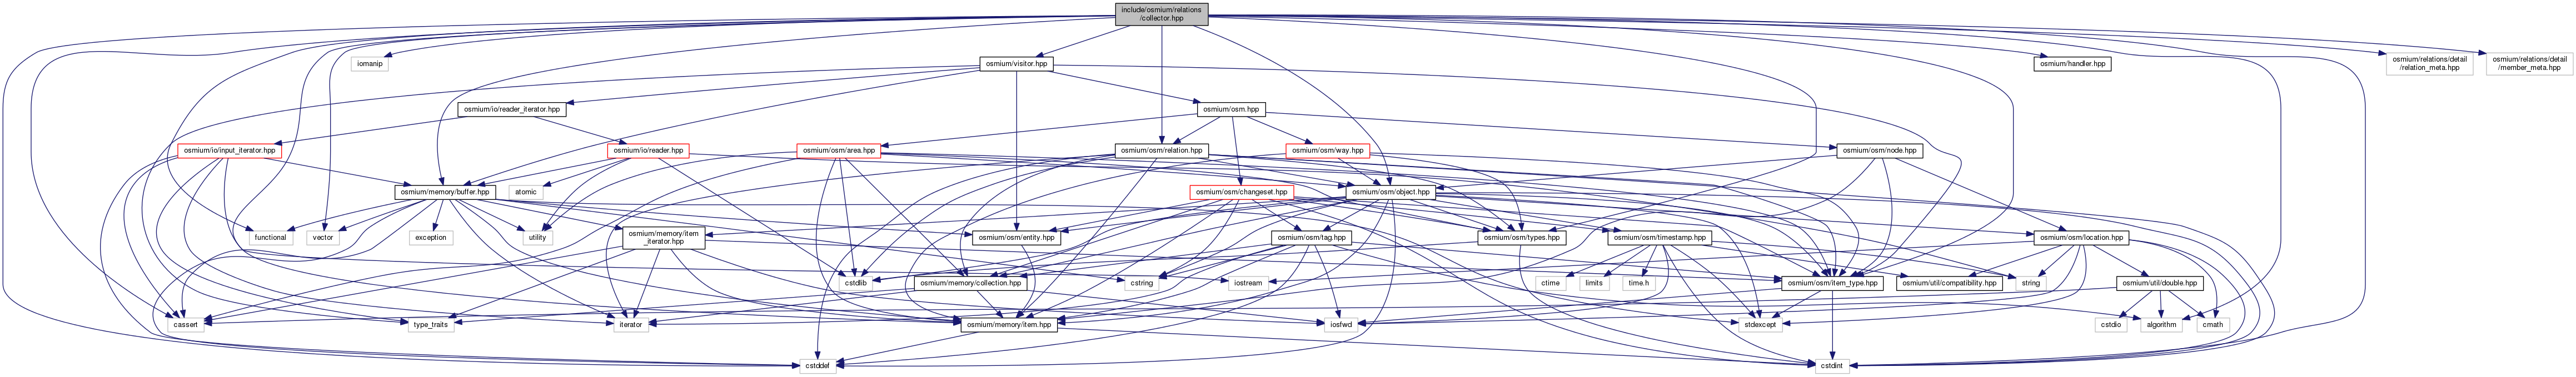 include/osmium/relations
/collector.hpp
iomanip
osmium/visitor.hpp
osmium/handler.hpp
osmium/relations/detail
/relation_meta.hpp
osmium/relations/detail
/member_meta.hpp
osmium/io/reader_iterator.hpp
osmium/osm.hpp
osmium/io/input_iterator.hpp
osmium/io/reader.hpp
osmium/osm/area.hpp
osmium/osm/relation.hpp
osmium/osm/way.hpp
osmium/osm/node.hpp
osmium/memory/buffer.hpp
atomic
osmium/osm/changeset.hpp
osmium/osm/object.hpp
functional
vector
exception
utility
osmium/memory/item
_iterator.hpp
osmium/osm/entity.hpp
osmium/osm/tag.hpp
osmium/osm/types.hpp
osmium/osm/timestamp.hpp
osmium/osm/location.hpp
cstdlib
osmium/memory/collection.hpp
cstring
iostream
ctime
limits
time.h
osmium/osm/item_type.hpp
osmium/util/compatibility.hpp
string
osmium/util/double.hpp
cassert
type_traits
iterator
osmium/memory/item.hpp
iosfwd
stdexcept
cstdio
algorithm
cmath
cstddef
cstdint